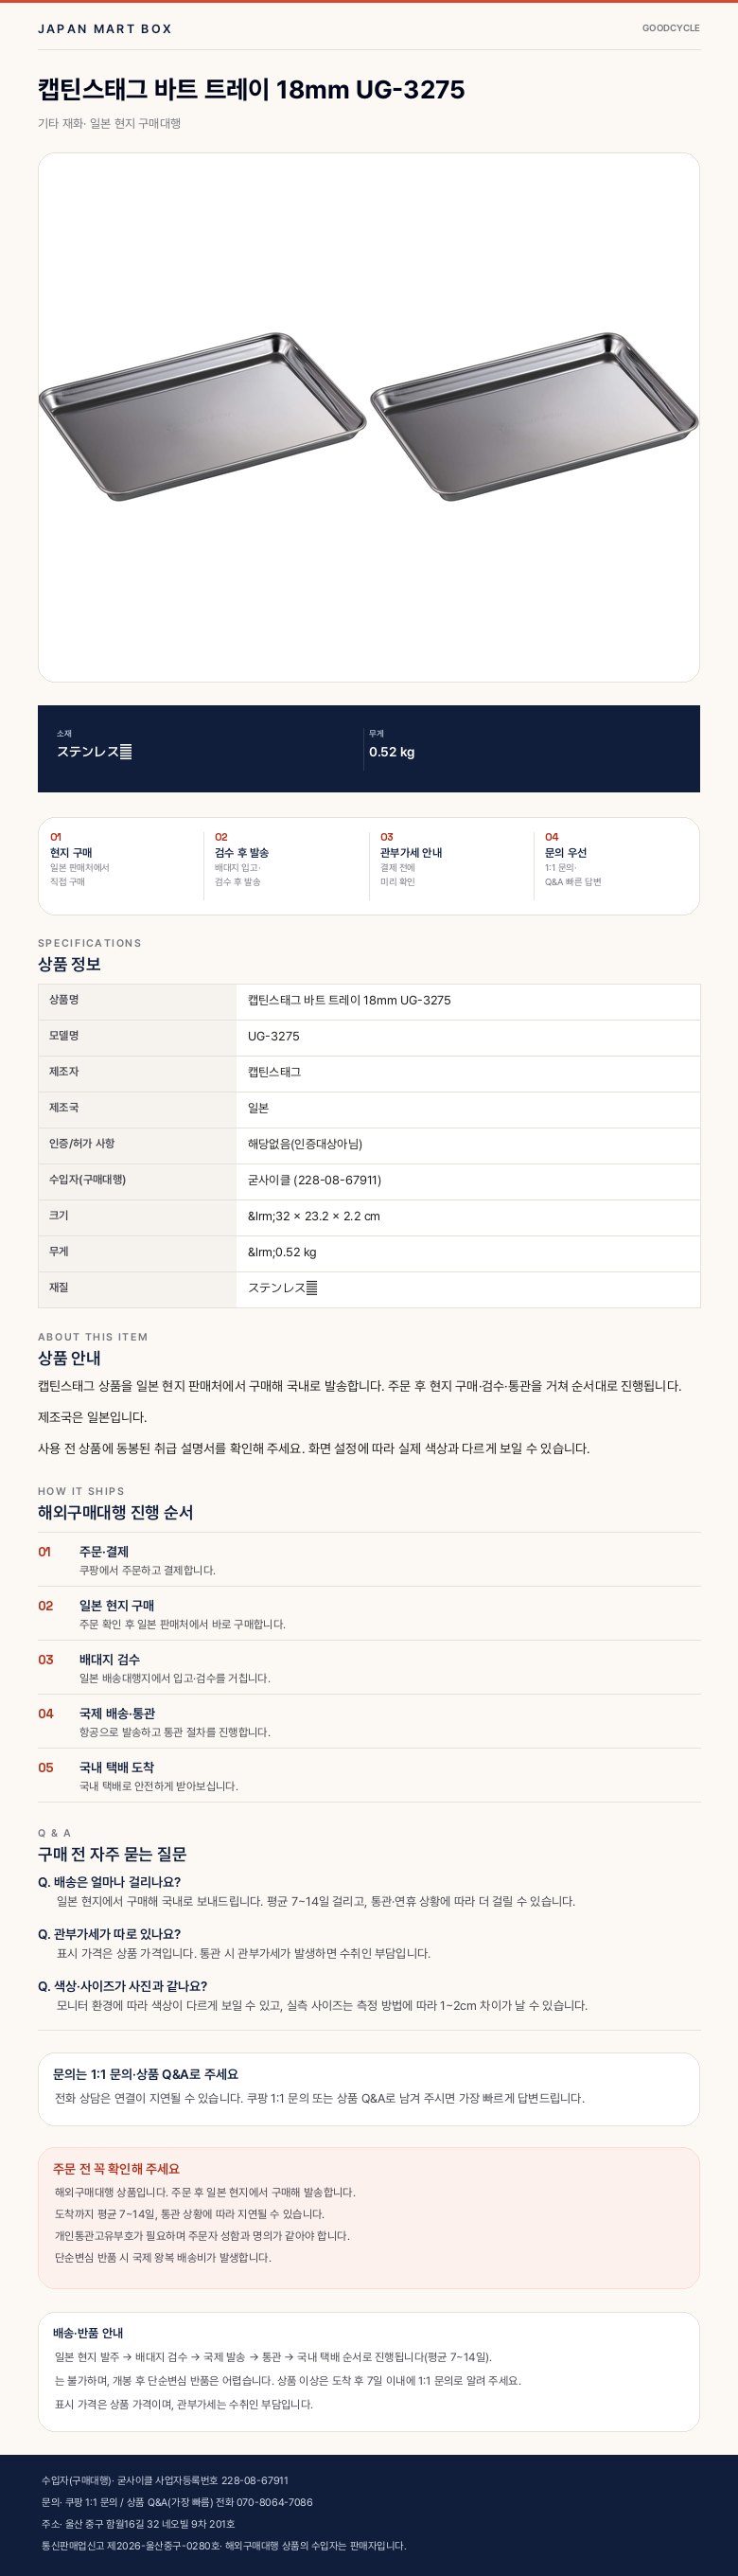 JAPAN MART BOX
GOODCYCLE
캡틴스태그 바트 트레이 18mm UG-3275
기타 재화· 일본 현지 구매대행
소재
ステンレス
무게
0.52 kg
01
현지 구매
일본 판매처에서
직접 구매
02
검수 후 발송
배대지 입고·
검수 후 발송
03
관부가세 안내
결제 전에
미리 확인
04
문의 우선
1:1 문의·
Q&A 빠른 답변
SPECIFICATIONS
상품 정보
상품명 캡틴스태그 바트 트레이 18mm UG-3275
모델명 UG-3275
제조자 캡틴스태그
제조국 일본
인증/허가 사항 해당없음(인증대상아님)
수입자(구매대행) 굳사이클 (228-08-67911)
크기 &lrm;32 × 23.2 × 2.2 cm
무게 &lrm;0.52 kg
재질 ステンレス
ABOUT THIS ITEM
상품 안내
캡틴스태그 상품을 일본 현지 판매처에서 구매해 국내로 발송합니다. 주문 후 현지 구매·검수·통관을 거쳐 순서대로 진행됩니다.
제조국은 일본입니다.
사용 전 상품에 동봉된 취급 설명서를 확인해 주세요. 화면 설정에 따라 실제 색상과 다르게 보일 수 있습니다.
HOW IT SHIPS
해외구매대행 진행 순서
01 주문·결제
쿠팡에서 주문하고 결제합니다.
02 일본 현지 구매
주문 확인 후 일본 판매처에서 바로 구매합니다.
03 배대지 검수
일본 배송대행지에서 입고·검수를 거칩니다.
04 국제 배송·통관
항공으로 발송하고 통관 절차를 진행합니다.
05 국내 택배 도착
국내 택배로 안전하게 받아보십니다.
Q & A
구매 전 자주 묻는 질문
Q. 배송은 얼마나 걸리나요?
일본 현지에서 구매해 국내로 보내드립니다. 평균 7~14일 걸리고, 통관·연휴 상황에 따라 더 걸릴 수 있습니다.
Q. 관부가세가 따로 있나요?
표시 가격은 상품 가격입니다. 통관 시 관부가세가 발생하면 수취인 부담입니다.
Q. 색상·사이즈가 사진과 같나요?
모니터 환경에 따라 색상이 다르게 보일 수 있고, 실측 사이즈는 측정 방법에 따라 1~2cm 차이가 날 수 있습니다.
문의는 1:1 문의·상품 Q&A로 주세요
전화 상담은 연결이 지연될 수 있습니다. 쿠팡 1:1 문의 또는 상품 Q&A로 남겨 주시면 가장 빠르게 답변드립니다.
주문 전 꼭 확인해 주세요
해외구매대행 상품입니다. 주문 후 일본 현지에서 구매해 발송합니다.
도착까지 평균 7~14일, 통관 상황에 따라 지연될 수 있습니다.
개인통관고유부호가 필요하며 주문자 성함과 명의가 같아야 합니다.
단순변심 반품 시 국제 왕복 배송비가 발생합니다.
배송·반품 안내
일본 현지 발주 → 배대지 검수 → 국제 발송 → 통관 → 국내 택배 순서로 진행됩니다(평균 7~14일).
는 불가하며, 개봉 후 단순변심 반품은 어렵습니다. 상품 이상은 도착 후 7일 이내에 1:1 문의로 알려 주세요.
표시 가격은 상품 가격이며, 관부가세는 수취인 부담입니다.
수입자(구매대행)· 굳사이클 사업자등록번호 228-08-67911
문의· 쿠팡 1:1 문의 / 상품 Q&A(가장 빠름) 전화 070-8064-7086
주소· 울산 중구 함월16길 32 네오빌 9차 201호
통신판매업신고 제2026-울산중구-0280호· 해외구매대행 상품의 수입자는 판매자입니다.